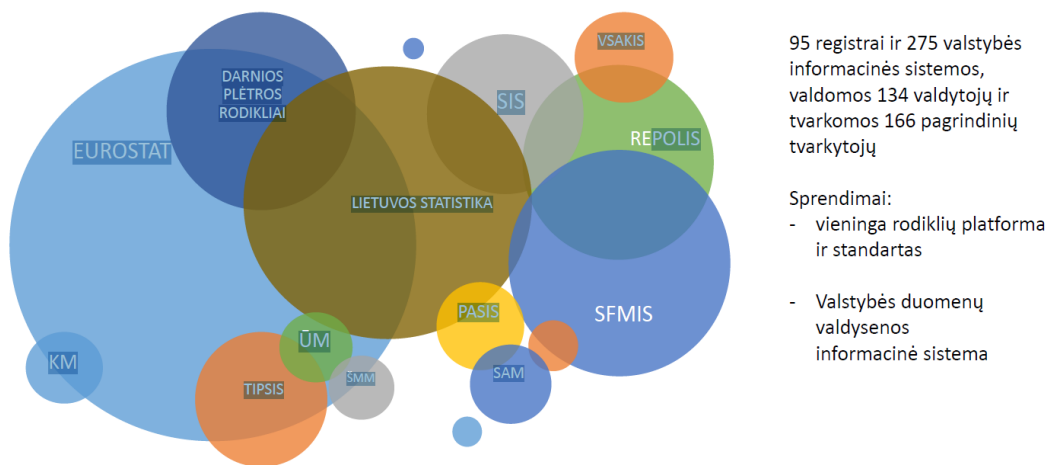 VSAKIS
DARNIOS
PLĖTROS
RODIKLIAI
SIS
EUROSTAT
REPOLIS
LIETUVOS STATISTIKA
PASIS
SFMIS
ŪM
KM
ŠMM
SAM
TIPSIS
95 registrai ir 275 valstybės
informacinės sistemos,
valdomos 134 valdytojų ir
tvarkomos 166 pagrindinių
tvarkytojų
Sprendimai:
- vieninga rodiklių platforma
ir standartas
- Valstybės duomenų
valdysenos
informacinė sistema